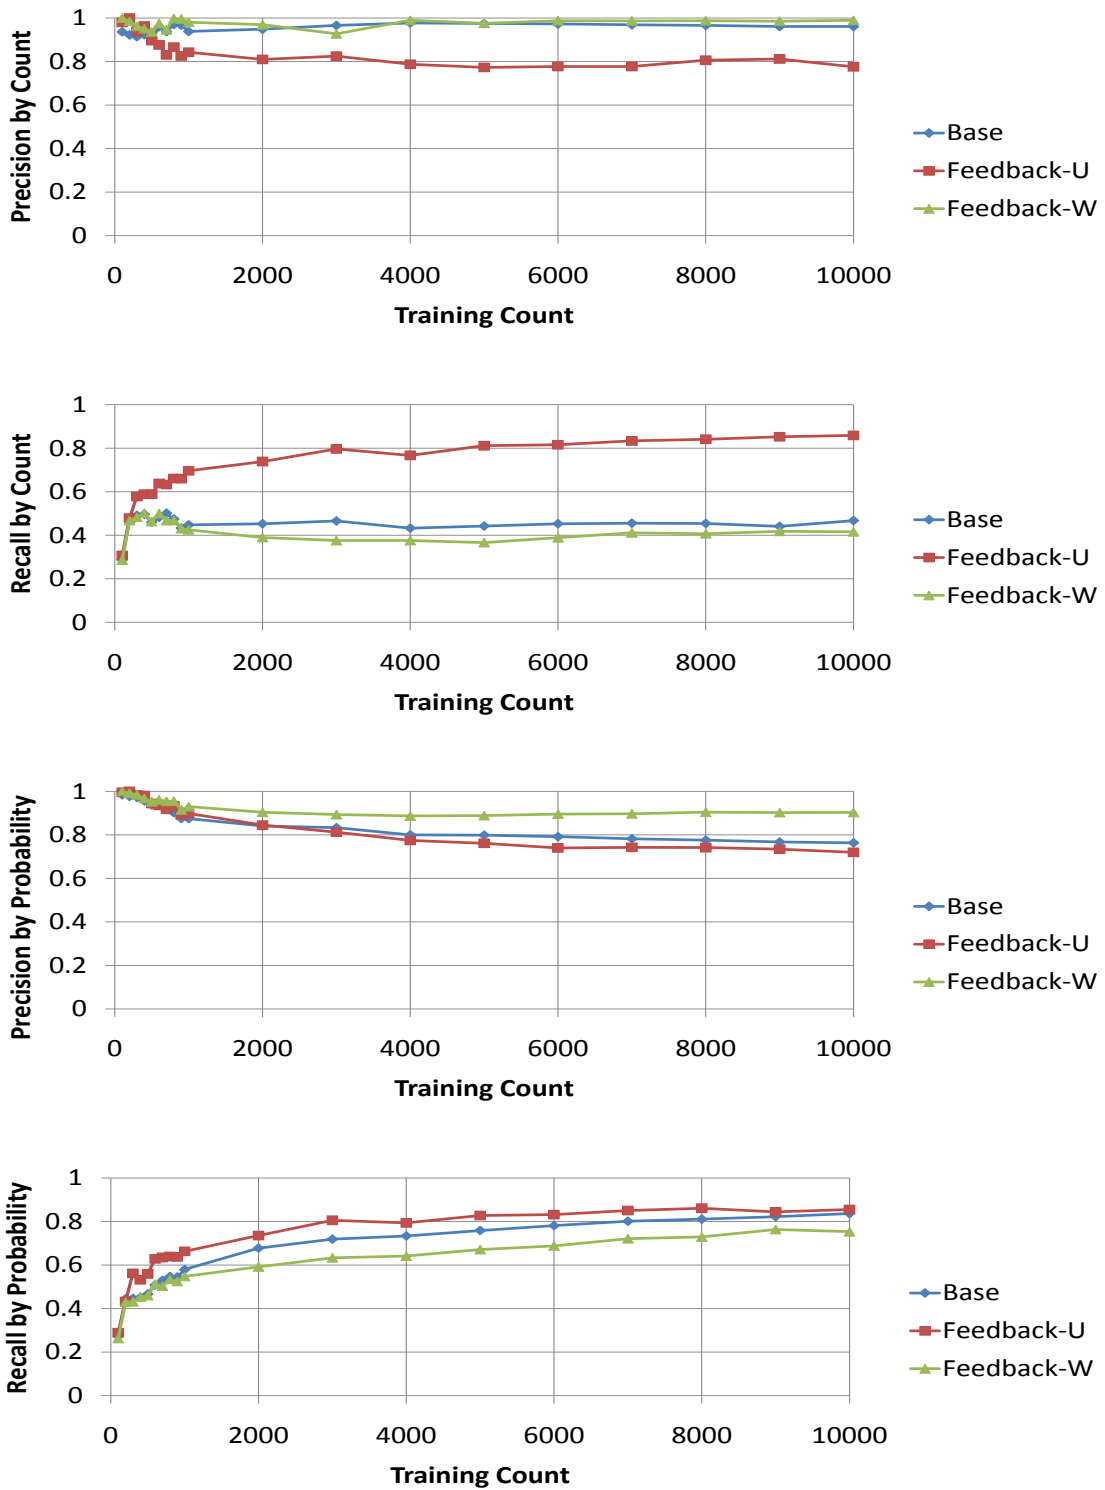 Precision by Count
1
0.8
0.6
0.4
0.2
0
0 2000 4000 6000 8000 10000
Training Count
Base
Feedback-U
Feedback-W
Recall by Count
1
0.8
0.6
0.4
0.2
0
0 2000 4000 6000 8000 10000
Training Count
Base
Feedback-U
Feedback-W
Precision by Probability
1
0.8
0.6
0.4
0.2
0
0 2000 4000 6000 8000 10000
Training Count
Base
Feedback-U
Feedback-W
Recall by Probability
1
0.8
0.6
0.4
0.2
0
0 2000 4000 6000 8000 10000
Training Count
Base
Feedback-U
Feedback-W